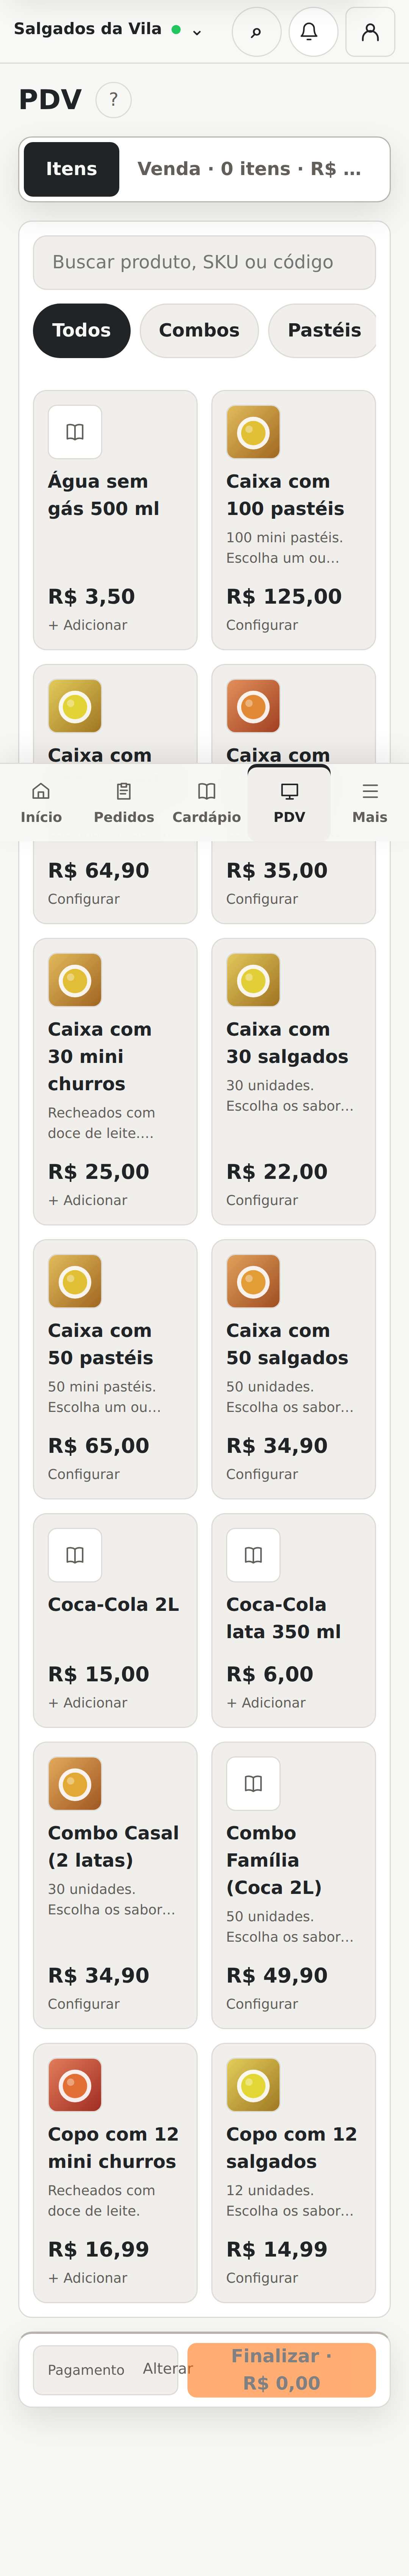 Salgados da Vila
PDV ?
Itens
Venda · 0 itens · R$ ...
Buscar produto, SKU ou código
Todos
Combos
Pastéis
Água sem
gás 500 ml
R$ 3,50
+ Adicionar
Caixa com
100 pastéis
100 mini pastéis.
Escolha um ou...
R$ 125,00
Configurar
Caixa com
Caixa com
Início
Pedidos
Cardápio
PDV
Mais
R$ 64,90
Configurar
R$ 35,00
Configurar
Caixa com
30 mini
churros
Recheados com
doce de leite....
R$ 25,00
+ Adicionar
Caixa com
30 salgados
30 unidades.
Escolha os sabor...
R$ 22,00
Configurar
Caixa com
50 pastéis
50 mini pastéis.
Escolha um ou...
R$ 65,00
Configurar
Caixa com
50 salgados
50 unidades.
Escolha os sabor...
R$ 34,90
Configurar
Coca-Cola 2L
R$ 15,00
+ Adicionar
Coca-Cola
lata 350 ml
R$ 6,00
+ Adicionar
Combo Casal
(2 latas)
30 unidades.
Escolha os sabor...
R$ 34,90
Configurar
Combo
Família
(Coca 2L)
50 unidades.
Escolha os sabor...
R$ 49,90
Configurar
Copo com 12
mini churros
Recheados com
doce de leite.
R$ 16,99
+ Adicionar
Copo com 12
salgados
12 unidades.
Escolha os sabor...
R$ 14,99
Configurar
Pagamento
Alterar
Finalizar ·
R$ 0,00